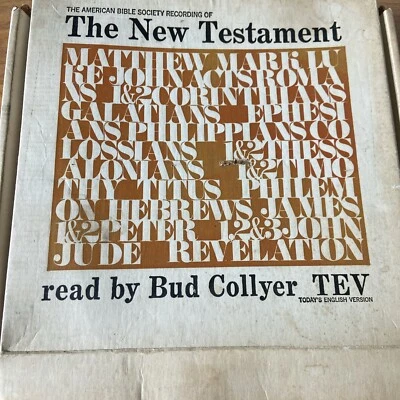 THE AMERICAN BIBLE SOCIETY RECORDING OF
The New Testament
MATTHEW MARK LU
KE JOHN ACTS ROMA
NS 1&2 CORINTHIANS
GALATIANS EPHESI
ANS PHILIPPIANS CO
LOSSIANS 1&2 THESS
ALONIANS 1&2 TIMO
THY TITUS PHILEM
ON HEBREWS JAMES
1&2 PETER 1 2&3 JOHN
JUDE REVELATION
read by Bud Collyer TEV
TODAY'S ENGLISH VERSION